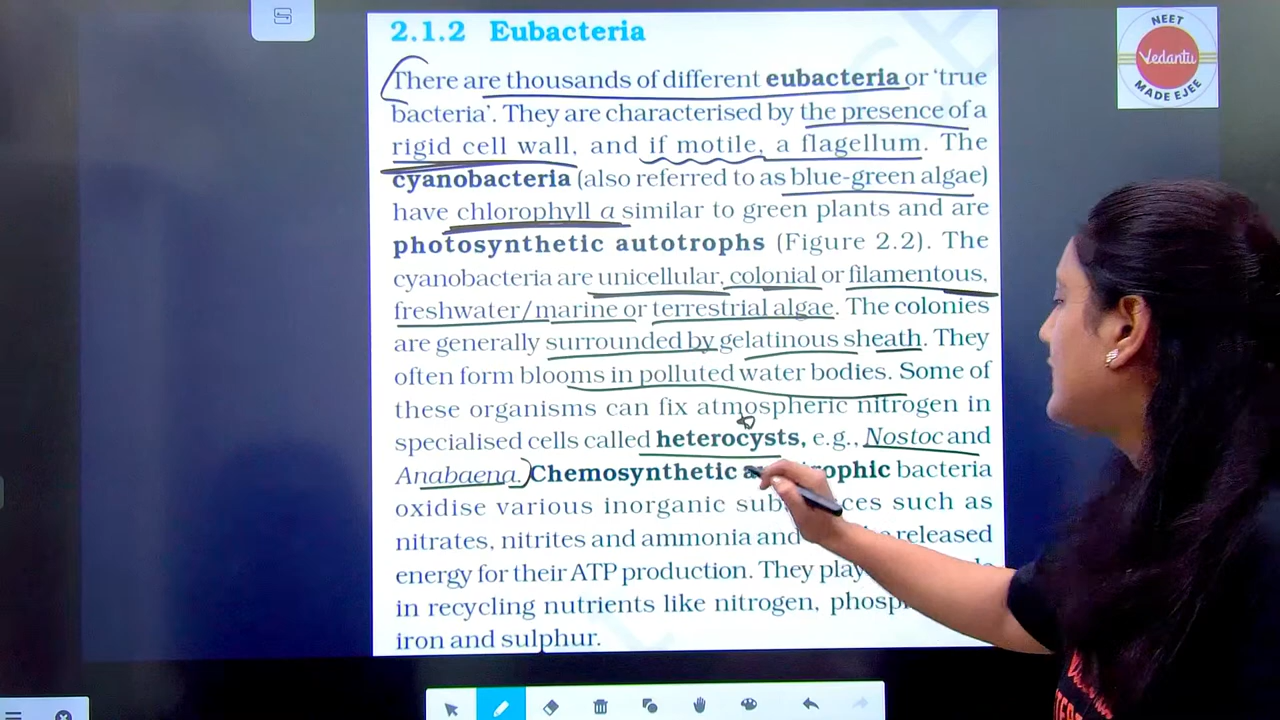 2.1.2 Eubacteria
There are thousands of different eubacteria or ‘true
bacteria’. They are characterised by the presence of a
rigid cell wall, and if motile, a flagellum. The
cyanobacteria (also referred to as blue-green algae)
have chlorophyll a similar to green plants and are
photosynthetic autotrophs (Figure 2.2). The
cyanobacteria are unicellular, colonial or filamentous,
freshwater/marine or terrestrial algae. The colonies
are generally surrounded by gelatinous sheath. They
often form blooms in polluted water bodies. Some of
these organisms can fix atmospheric nitrogen in
specialised cells called heterocysts, e.g., Nostoc and
Anabaena. Chemosynthetic bacteria
oxidise various inorganic such as
nitrates, nitrites and ammonia and released
energy for their ATP production. They play
in recycling nutrients like nitrogen,
iron and sulphur.
NEET
Vedantu
MADE EJEE